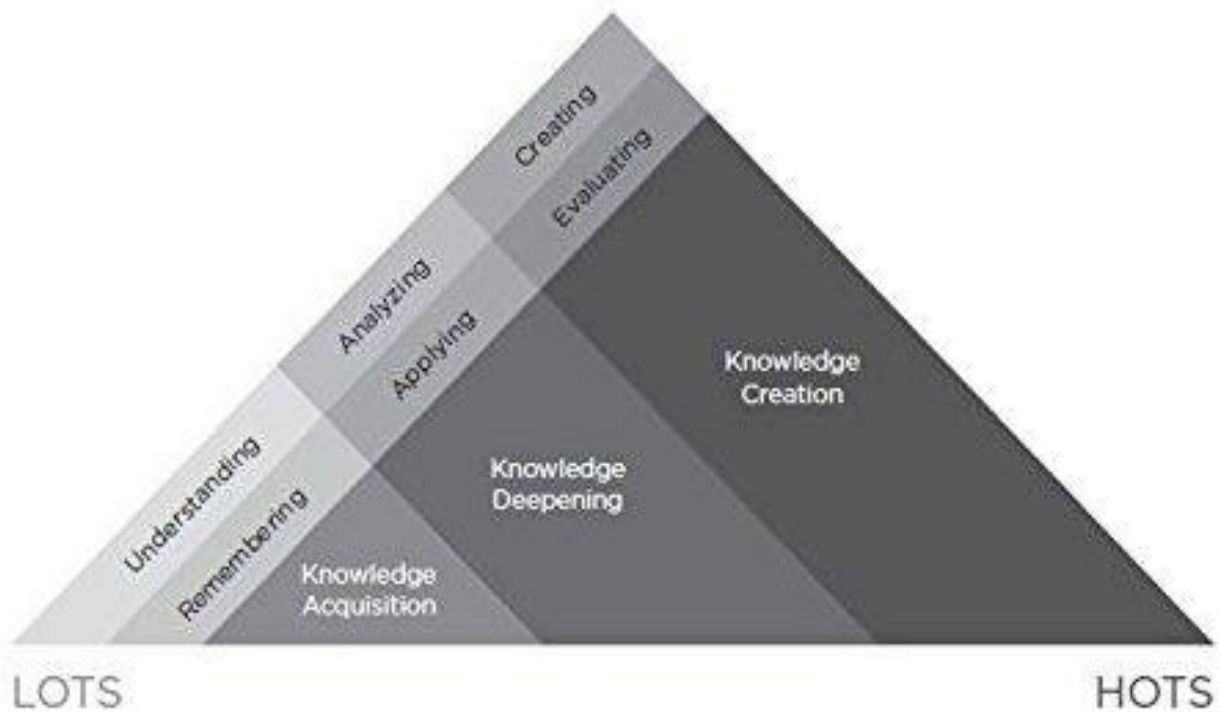 Creating
Evaluating
Analyzing
Applying
Understanding
Remembering
Knowledge
Creation
Knowledge
Deepening
Knowledge
Acquisition
LOTS
HOTS